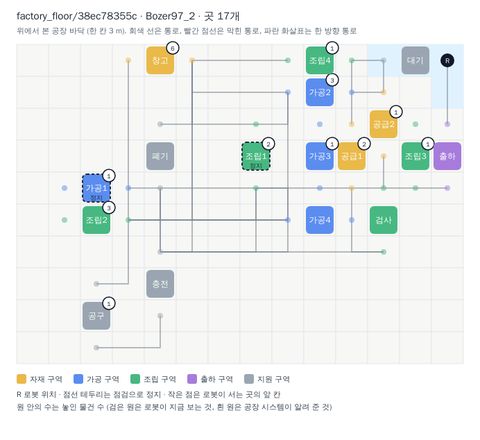 factory_floor/38ec78355c · Bozer97_2 · 곳 17개
위에서 본 공장 바닥 (한 칸 3 m). 회색 선은 통로, 빨간 점선은 막힌 통로, 파란 화살표는 한 방향 통로
창고 6
조립4 1
대기
R
가공2 3
공급2 1
폐기
조립1 2
정지
가공3 1
공급1 2
조립3 1
출하
가공1 1
정지
조립2 3
가공4
검사
충전
공구 1
자재 구역
가공 구역
조립 구역
출하 구역
지원 구역
R 로봇 위치 · 점선 테두리는 점검으로 정지 · 작은 점은 로봇이 서는 곳의 앞 칸
원 안의 수는 놓인 물건 수 (검은 원은 로봇이 지금 보는 것, 흰 원은 공장 시스템이 알려 준 것)